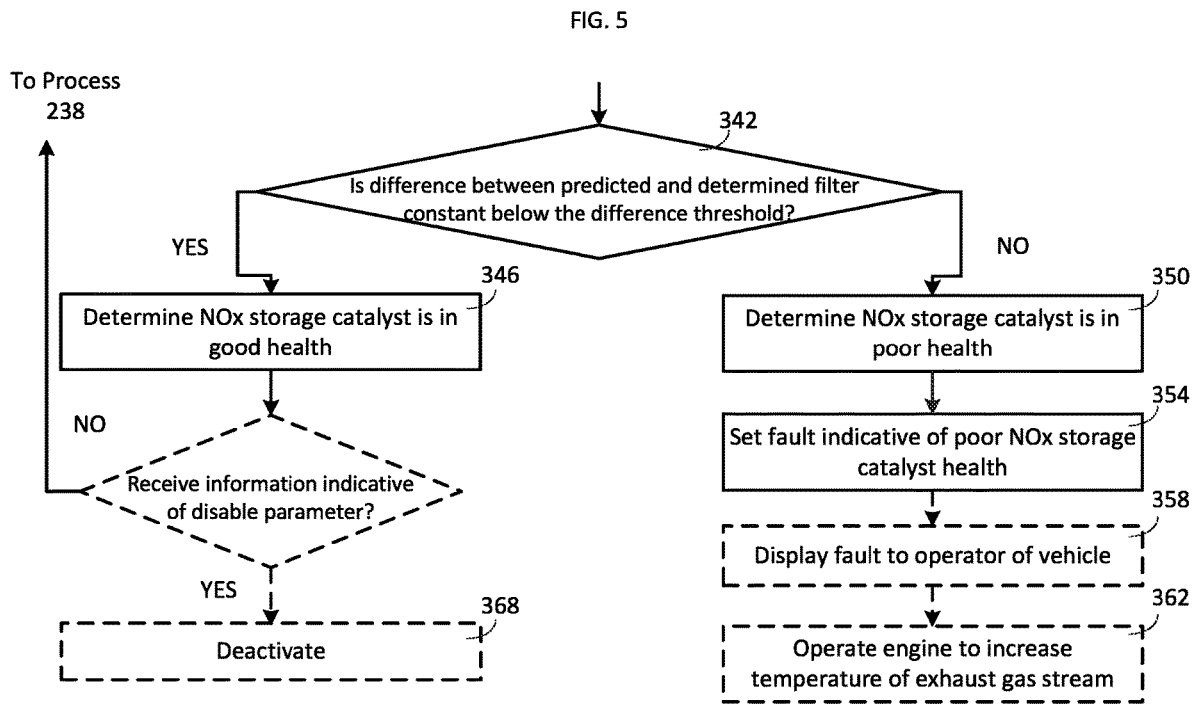 FIG. 5
To Process
238
342
Is difference between predicted and determined filter
constant below the difference threshold?
YES
NO
346
Determine NOx storage catalyst is in
good health
350
Determine NOx storage catalyst is in
poor health
NO
354
Set fault indicative of poor NOx storage
catalyst health
Receive information indicative
of disable parameter?
358
Display fault to operator of vehicle
YES
368
Deactivate
362
Operate engine to increase
temperature of exhaust gas stream